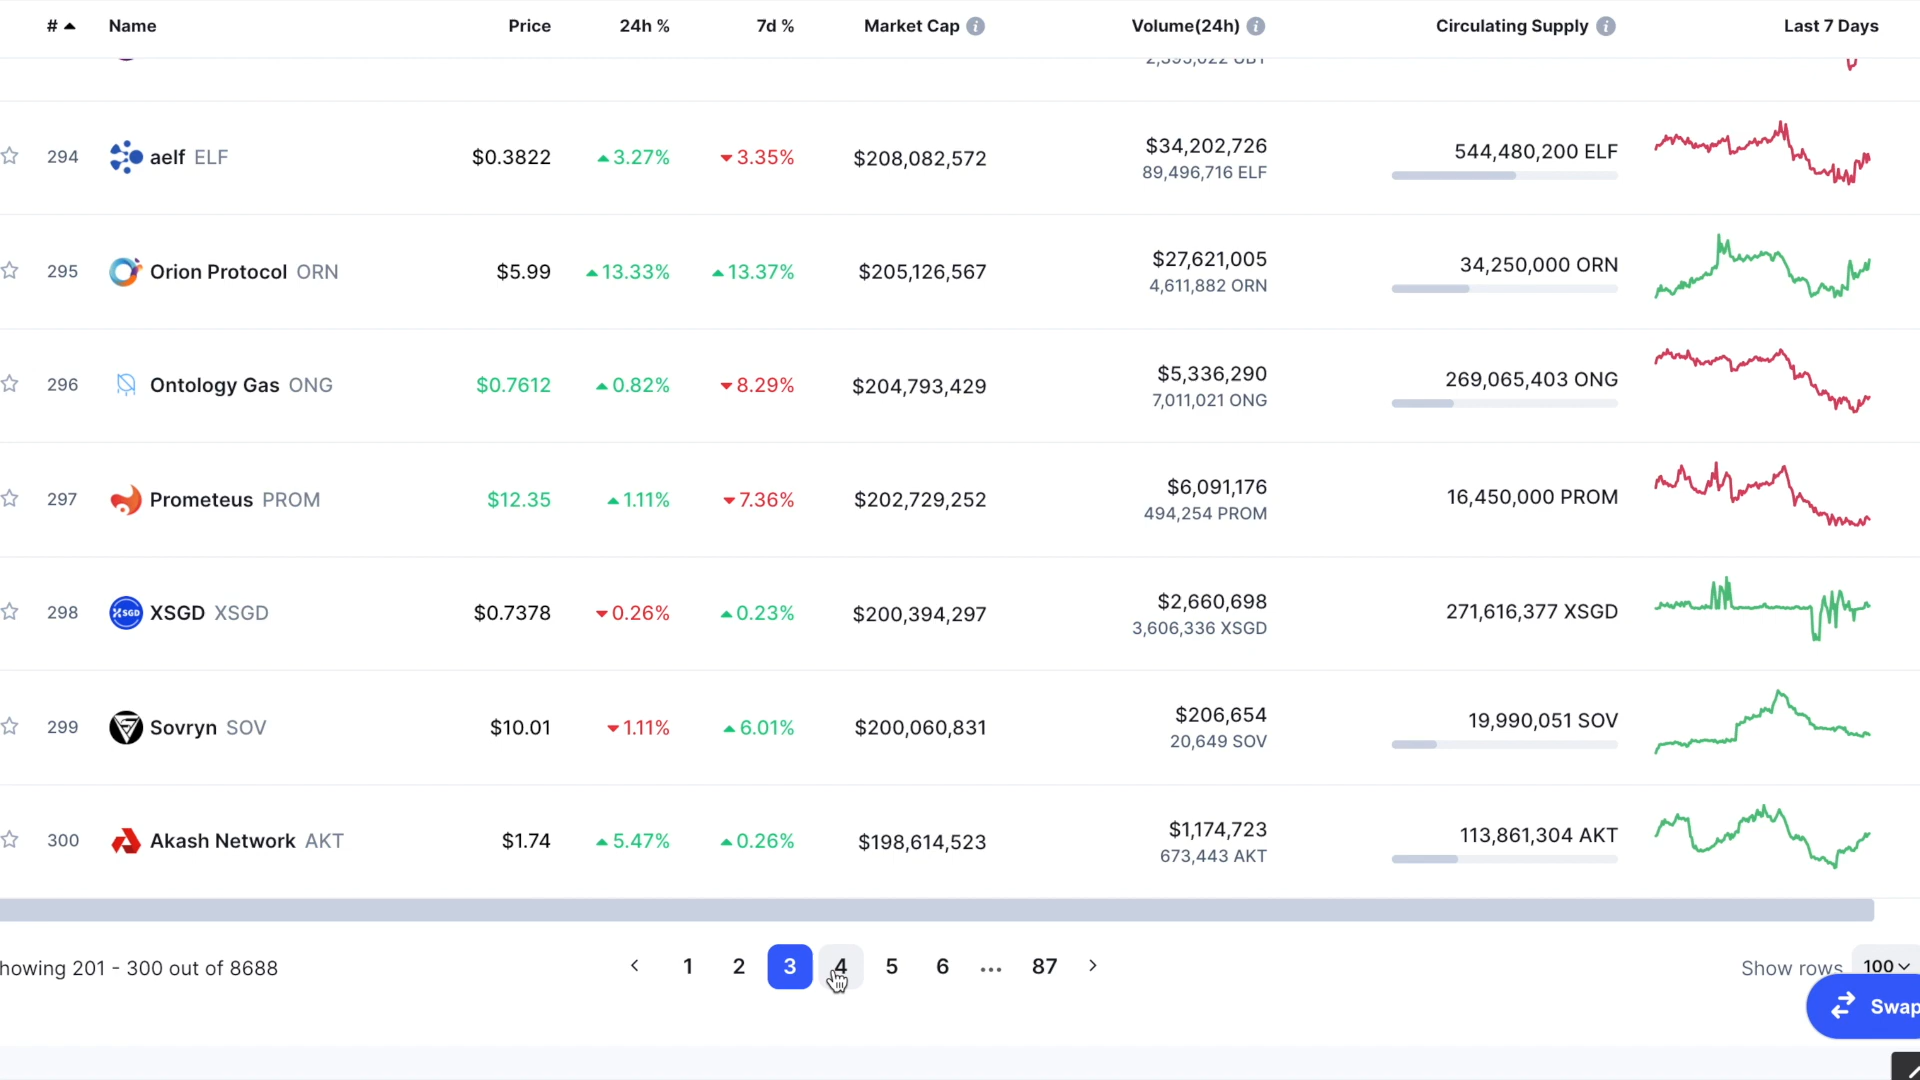 # Name Price 24h % 7d % Market Cap Volume(24h) Circulating Supply Last 7 Days
294 aelf ELF $0.3822 3.27% 3.35% $208,082,572 $34,202,726 544,480,200 ELF
89,496,716 ELF
295 Orion Protocol ORN $5.99 13.33% 13.37% $205,126,567 $27,621,005 34,250,000 ORN
4,611,882 ORN
296 Ontology Gas ONG $0.7612 0.82% 8.29% $204,793,429 $5,336,290 269,065,403 ONG
7,011,021 ONG
297 Prometeus PROM $12.35 1.11% 7.36% $202,729,252 $6,091,176 16,450,000 PROM
494,254 PROM
298 XSGD XSGD $0.7378 0.26% 0.23% $200,394,297 $2,660,698 271,616,377 XSGD
3,606,336 XSGD
299 Sovryn SOV $10.01 1.11% 6.01% $200,060,831 $206,654 19,990,051 SOV
20,649 SOV
300 Akash Network AKT $1.74 5.47% 0.26% $198,614,523 $1,174,723 113,861,304 AKT
673,443 AKT
howing 201 - 300 out of 8688 1 2 3 4 5 6 ... 87 Show rows 100
Swap